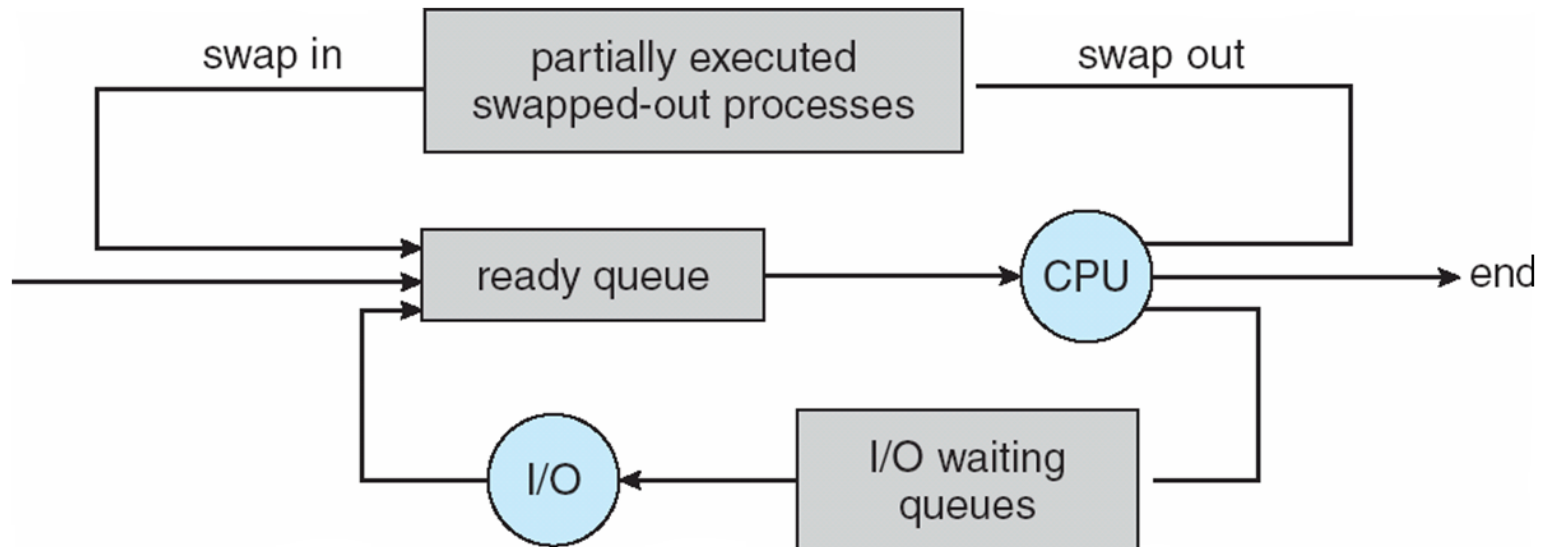 swap in
partially executed
swapped-out processes
swap out
ready queue
CPU
end
I/O
I/O waiting
queues